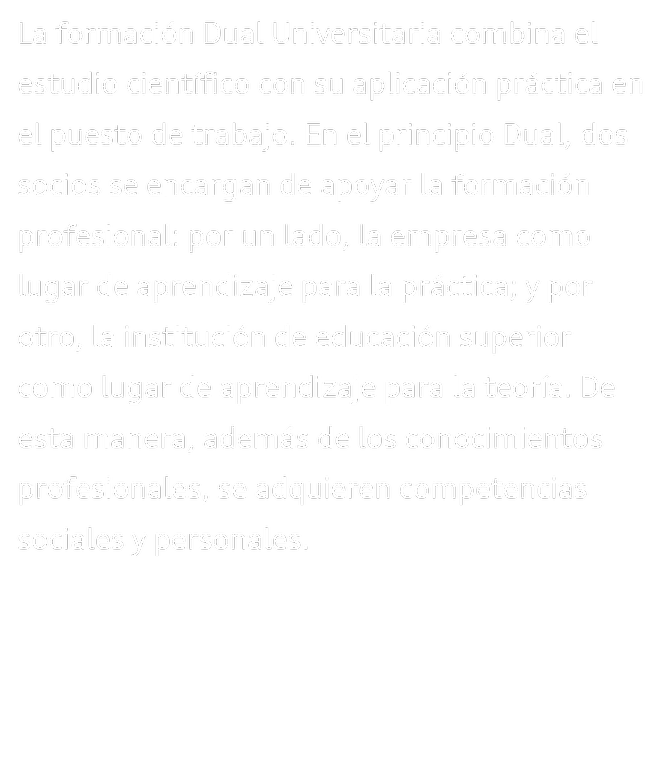 La formación Dual Universitaria combina el
estudio científico con su aplicación práctica en
el puesto de trabajo. En el principio Dual, dos
socios se encargan de apoyar la formación
profesional: por un lado, la empresa como
lugar de aprendizaje para la práctica; y por
otro, la institución de educación superior
como lugar de aprendizaje para la teoría. De
esta manera, además de los conocimientos
profesionales, se adquieren competencias
sociales y personales.